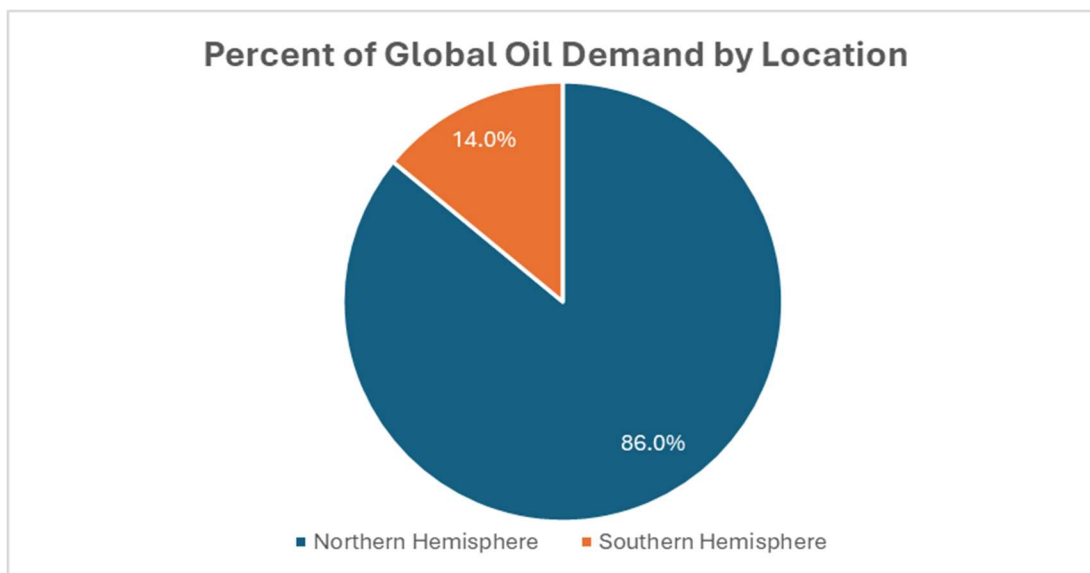 Percent of Global Oil Demand by Location
14.0%
86.0%
Northern Hemisphere Southern Hemisphere